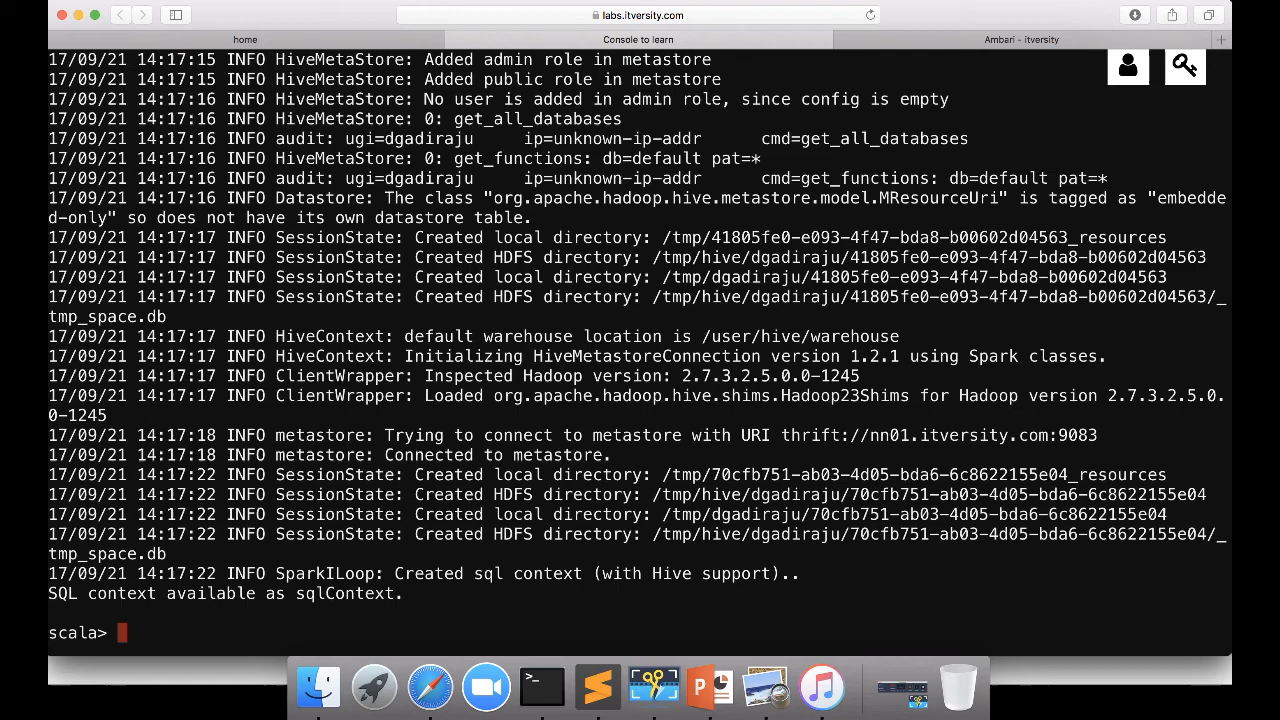 labs.itversity.com
home
Console to learn
Ambari - itversity
17/09/21 14:17:15 INFO HiveMetaStore: Added admin role in metastore
17/09/21 14:17:15 INFO HiveMetaStore: Added public role in metastore
17/09/21 14:17:16 INFO HiveMetaStore: No user is added in admin role, since config is empty
17/09/21 14:17:16 INFO HiveMetaStore: 0: get_all_databases
17/09/21 14:17:16 INFO audit: ugi=dgadiraju     ip=unknown-ip-addr      cmd=get_all_databases
17/09/21 14:17:16 INFO HiveMetaStore: 0: get_functions: db=default pat=*
17/09/21 14:17:16 INFO audit: ugi=dgadiraju     ip=unknown-ip-addr      cmd=get_functions: db=default pat=*
17/09/21 14:17:16 INFO Datastore: The class "org.apache.hadoop.hive.metastore.model.MResourceUri" is tagged as "embedde
d-only" so does not have its own datastore table.
17/09/21 14:17:17 INFO SessionState: Created local directory: /tmp/41805fe0-e093-4f47-bda8-b00602d04563_resources
17/09/21 14:17:17 INFO SessionState: Created HDFS directory: /tmp/hive/dgadiraju/41805fe0-e093-4f47-bda8-b00602d04563
17/09/21 14:17:17 INFO SessionState: Created local directory: /tmp/dgadiraju/41805fe0-e093-4f47-bda8-b00602d04563
17/09/21 14:17:17 INFO SessionState: Created HDFS directory: /tmp/hive/dgadiraju/41805fe0-e093-4f47-bda8-b00602d04563/_
tmp_space.db
17/09/21 14:17:17 INFO HiveContext: default warehouse location is /user/hive/warehouse
17/09/21 14:17:17 INFO HiveContext: Initializing HiveMetastoreConnection version 1.2.1 using Spark classes.
17/09/21 14:17:17 INFO ClientWrapper: Inspected Hadoop version: 2.7.3.2.5.0.0-1245
17/09/21 14:17:17 INFO ClientWrapper: Loaded org.apache.hadoop.hive.shims.Hadoop23Shims for Hadoop version 2.7.3.2.5.0.
0-1245
17/09/21 14:17:18 INFO metastore: Trying to connect to metastore with URI thrift://nn01.itversity.com:9083
17/09/21 14:17:18 INFO metastore: Connected to metastore.
17/09/21 14:17:22 INFO SessionState: Created local directory: /tmp/70cfb751-ab03-4d05-bda6-6c8622155e04_resources
17/09/21 14:17:22 INFO SessionState: Created HDFS directory: /tmp/hive/dgadiraju/70cfb751-ab03-4d05-bda6-6c8622155e04
17/09/21 14:17:22 INFO SessionState: Created local directory: /tmp/dgadiraju/70cfb751-ab03-4d05-bda6-6c8622155e04
17/09/21 14:17:22 INFO SessionState: Created HDFS directory: /tmp/hive/dgadiraju/70cfb751-ab03-4d05-bda6-6c8622155e04/_
tmp_space.db
17/09/21 14:17:22 INFO SparkILoop: Created sql context (with Hive support)..
SQL context available as sqlContext.
scala>